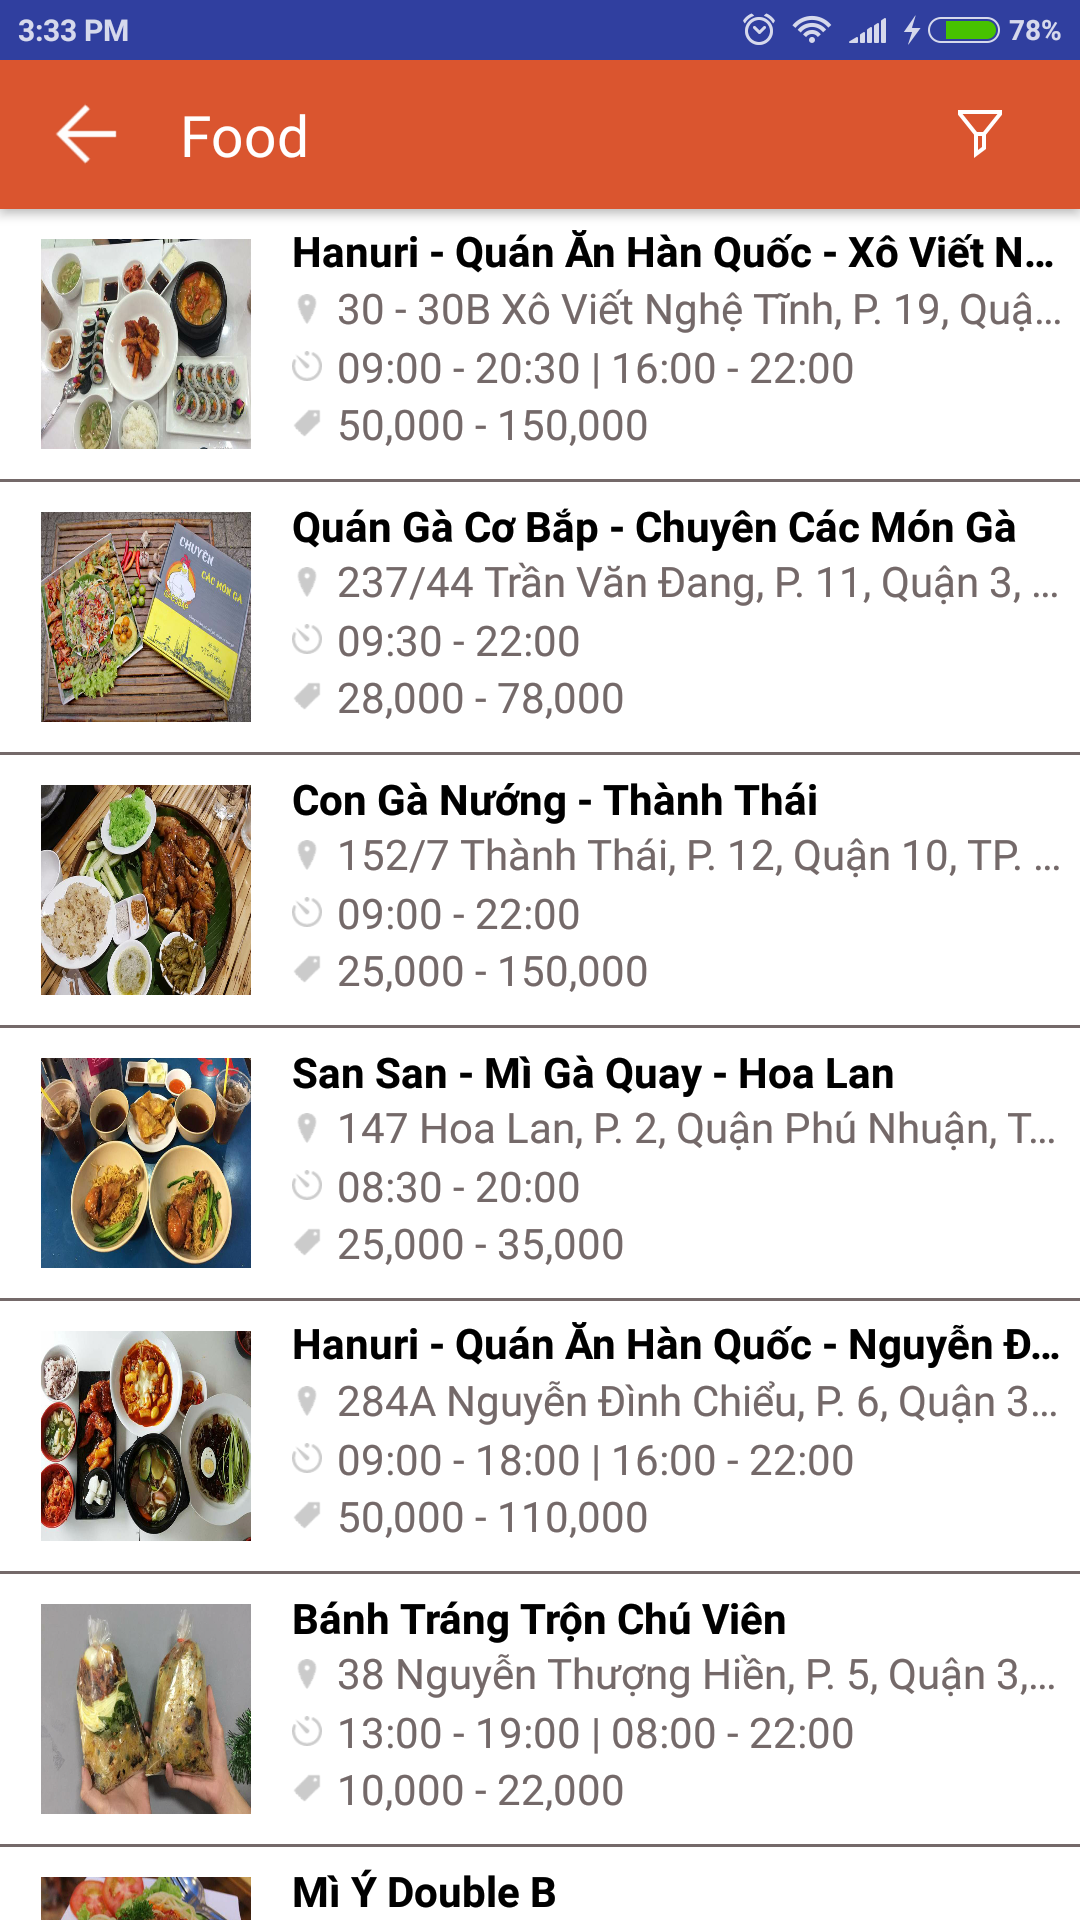 3:33 PM
78%
Food
Hanuri - Quán Ăn Hàn Quốc - Xô Viết N...
30 - 30B Xô Viết Nghệ Tĩnh, P. 19, Quậ...
09:00 - 20:30 | 16:00 - 22:00
50,000 - 150,000
CHUYÊN
CÁC MÓN GÀ
Quán Gà Cơ Bắp - Chuyên Các Món Gà
237/44 Trần Văn Đang, P. 11, Quận 3, ...
09:30 - 22:00
28,000 - 78,000
Con Gà Nướng - Thành Thái
152/7 Thành Thái, P. 12, Quận 10, TP. ...
09:00 - 22:00
25,000 - 150,000
San San - Mì Gà Quay - Hoa Lan
147 Hoa Lan, P. 2, Quận Phú Nhuận, T...
08:30 - 20:00
25,000 - 35,000
Hanuri - Quán Ăn Hàn Quốc - Nguyễn Đ...
284A Nguyễn Đình Chiểu, P. 6, Quận 3...
09:00 - 18:00 | 16:00 - 22:00
50,000 - 110,000
Bánh Tráng Trộn Chú Viên
38 Nguyễn Thượng Hiền, P. 5, Quận 3,...
13:00 - 19:00 | 08:00 - 22:00
10,000 - 22,000
Mì Ý Double B